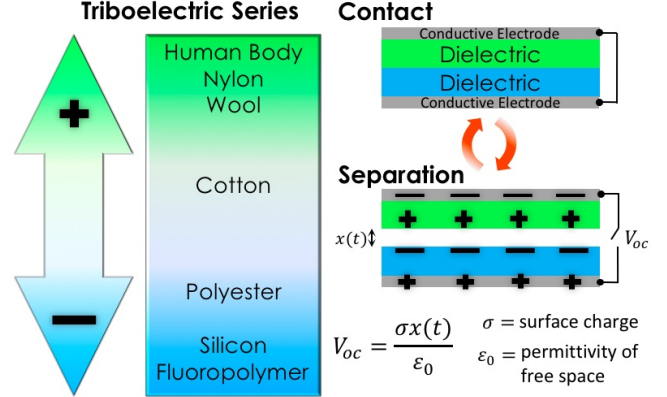 Triboelectric Series
+
Human Body
Nylon
Wool
Cotton
Polyester
Silicon
Fluoropolymer
−
Contact
Conductive Electrode
Dielectric
Dielectric
Conductive Electrode
Separation
− − − −
+ + + +
x(t)
− − − −
+ + + +
V_oc
V_oc = σx(t) / ε_0
σ = surface charge
ε_0 = permittivity of
free space